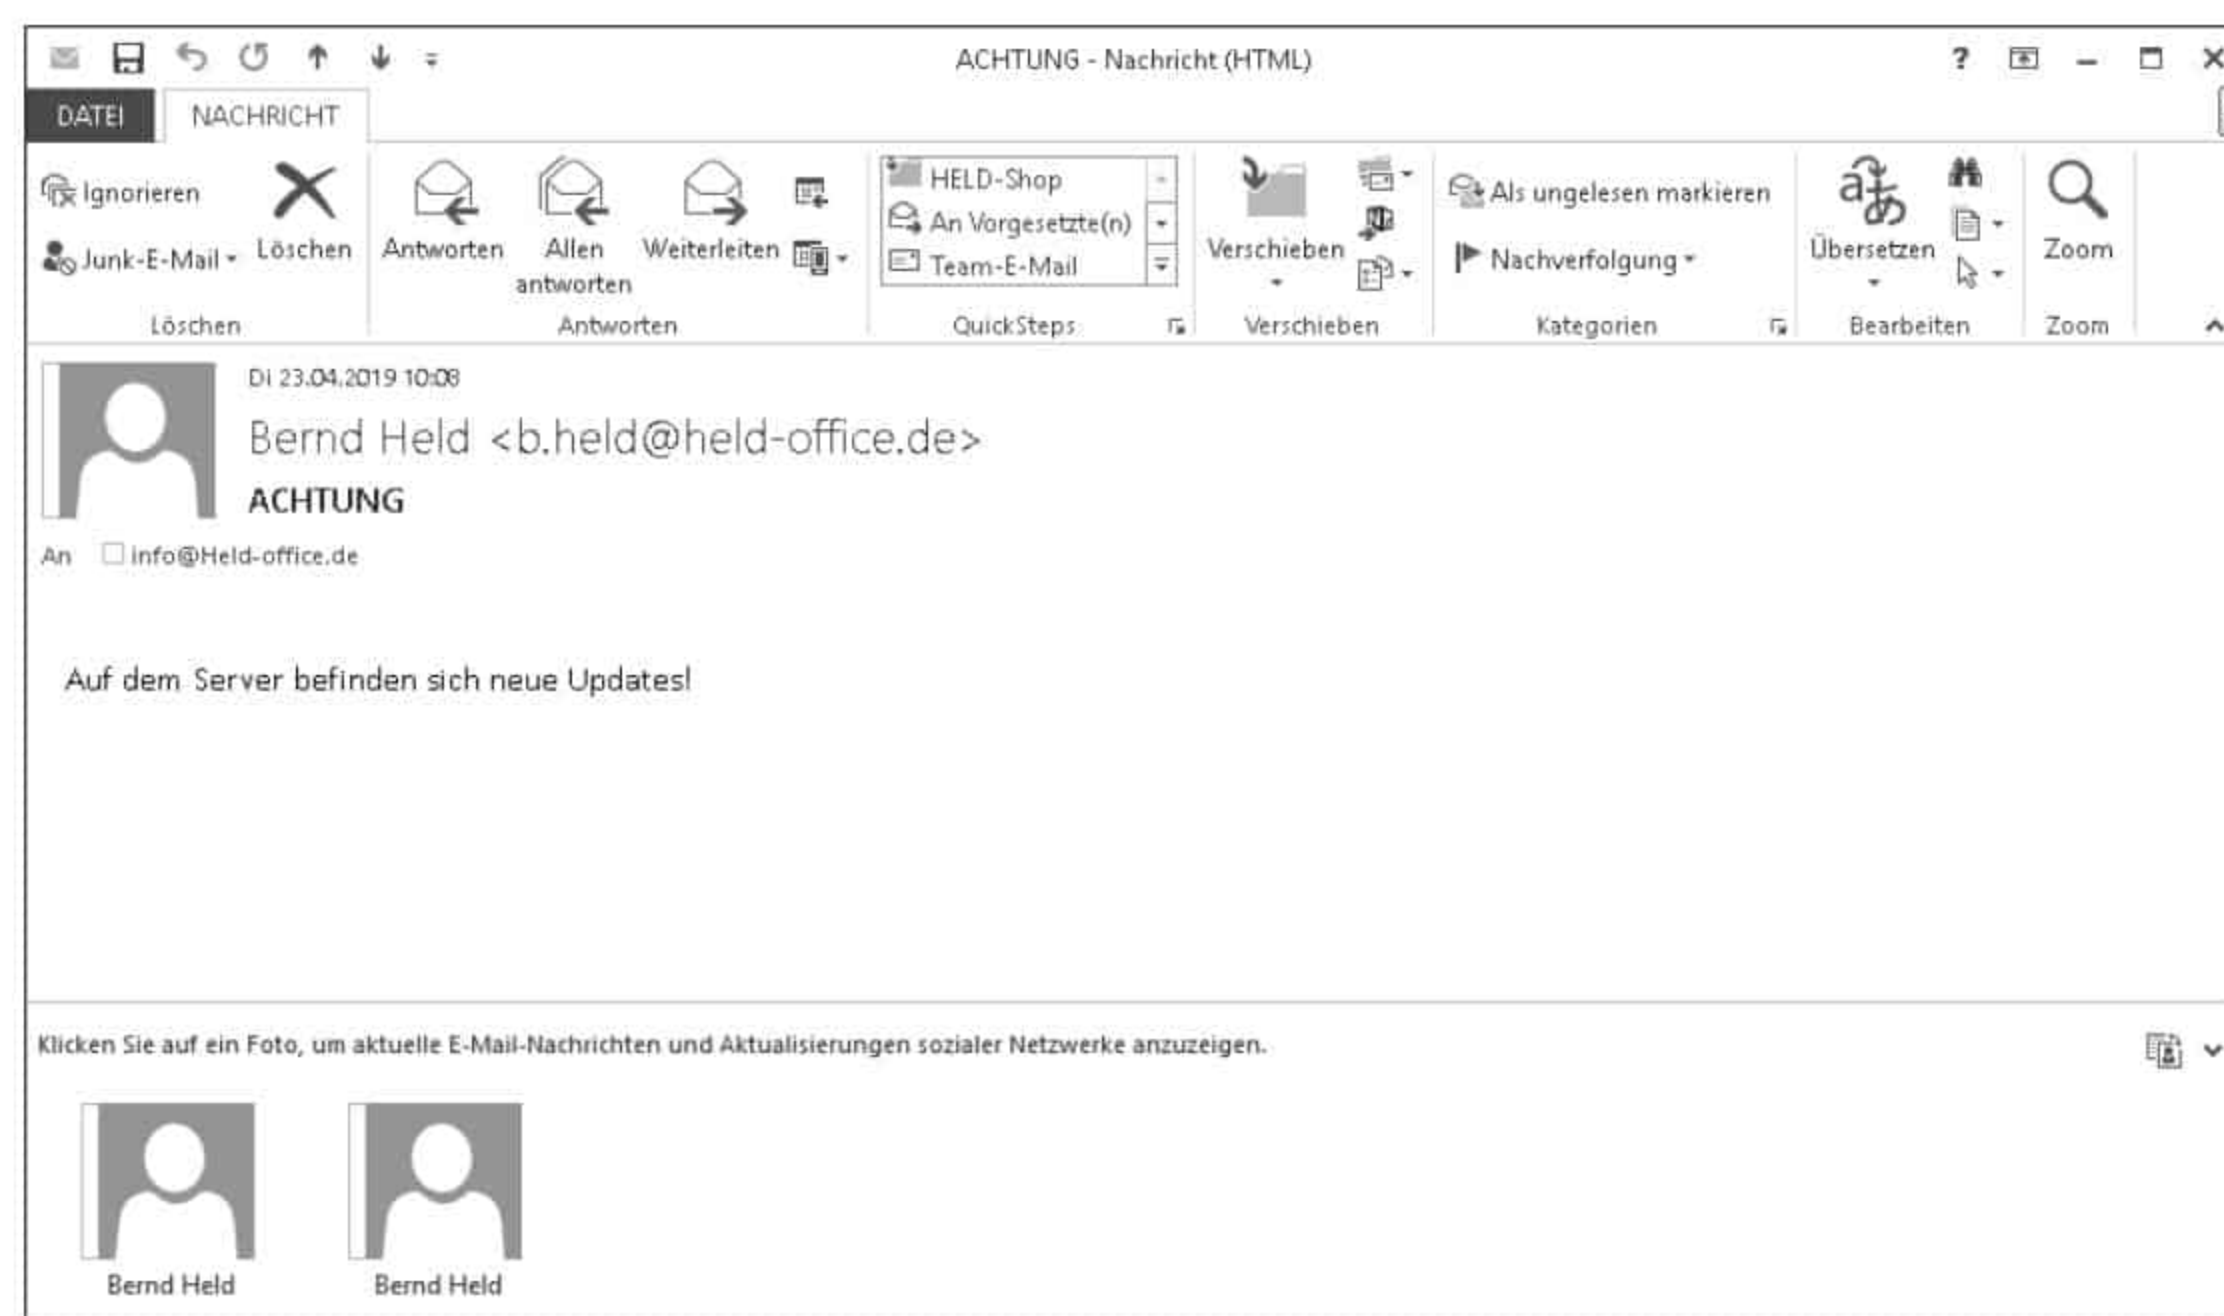 ACHTUNG - Nachricht (HTML)
?
DATEI NACHRICHT
Ignorieren
Junk-E-Mail
Löschen
Antworten
Allen
antworten
Weiterleiten
HELD-Shop
An Vorgesetzte(n)
Team-E-Mail
Verschieben
Als ungelesen markieren
Nachverfolgung
Übersetzen
Zoom
Löschen Antworten QuickSteps Verschieben Kategorien Bearbeiten Zoom
Di 23.04.2019 10:08
Bernd Held <b.held@held-office.de>
ACHTUNG
An info@Held-office.de
Auf dem Server befinden sich neue Updates!
Klicken Sie auf ein Foto, um aktuelle E-Mail-Nachrichten und Aktualisierungen sozialer Netzwerke anzuzeigen.
Bernd Held Bernd Held